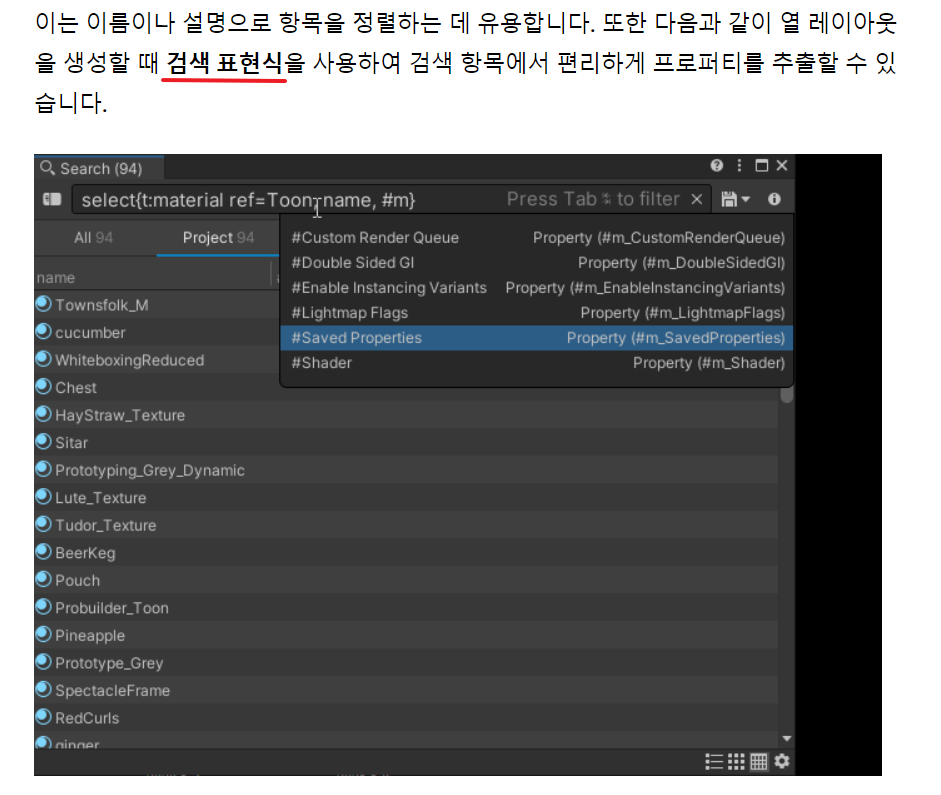 이는 이름이나 설명으로 항목을 정렬하는 데 유용합니다. 또한 다음과 같이 열 레이아웃
을 생성할 때 검색 표현식을 사용하여 검색 항목에서 편리하게 프로퍼티를 추출할 수 있
습니다.
Search (94)
select{t:material ref=Toon, name, #m} Press Tab to filter
All 94 Project 94
#Custom Render Queue Property (#m_CustomRenderQueue)
#Double Sided GI Property (#m_DoubleSidedGI)
#Enable Instancing Variants Property (#m_EnableInstancingVariants)
#Lightmap Flags Property (#m_LightmapFlags)
#Saved Properties Property (#m_SavedProperties)
#Shader Property (#m_Shader)
name
Townsfolk_M
cucumber
WhiteboxingReduced
Chest
HayStraw_Texture
Sitar
Prototyping_Grey_Dynamic
Lute_Texture
Tudor_Texture
BeerKeg
Pouch
Probuilder_Toon
Pineapple
Prototype_Grey
SpectacleFrame
RedCurls
ginger